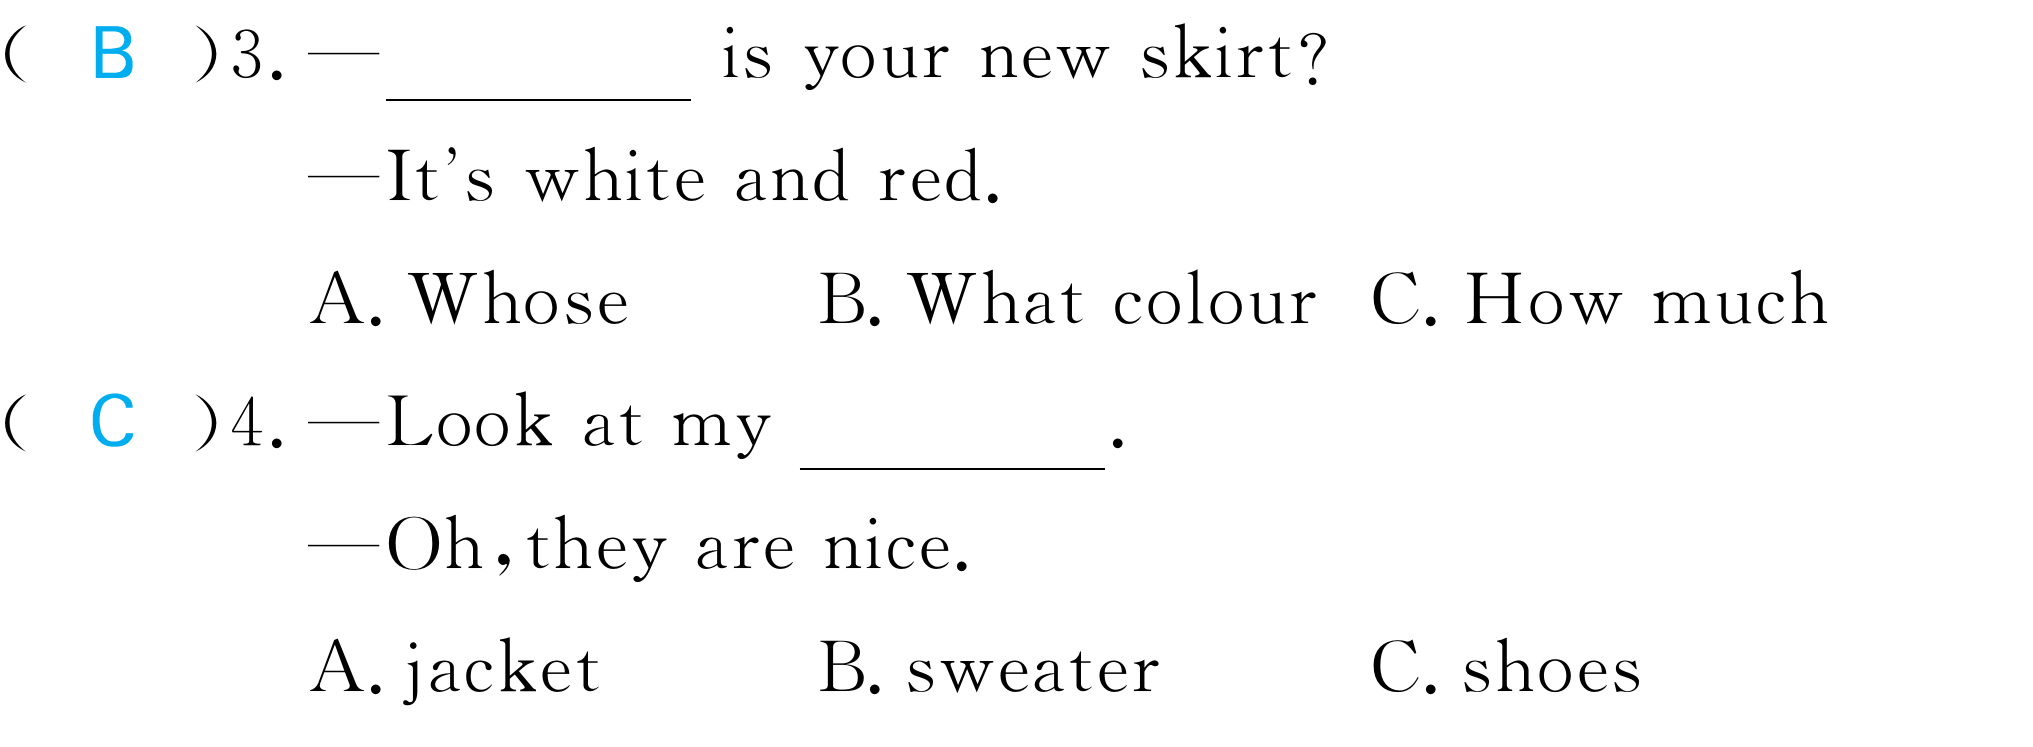 ( B )3. —________ is your new skirt?
—It's white and red.
A. Whose B. What colour C. How much
( C )4. —Look at my ________.
—Oh, they are nice.
A. jacket B. sweater C. shoes